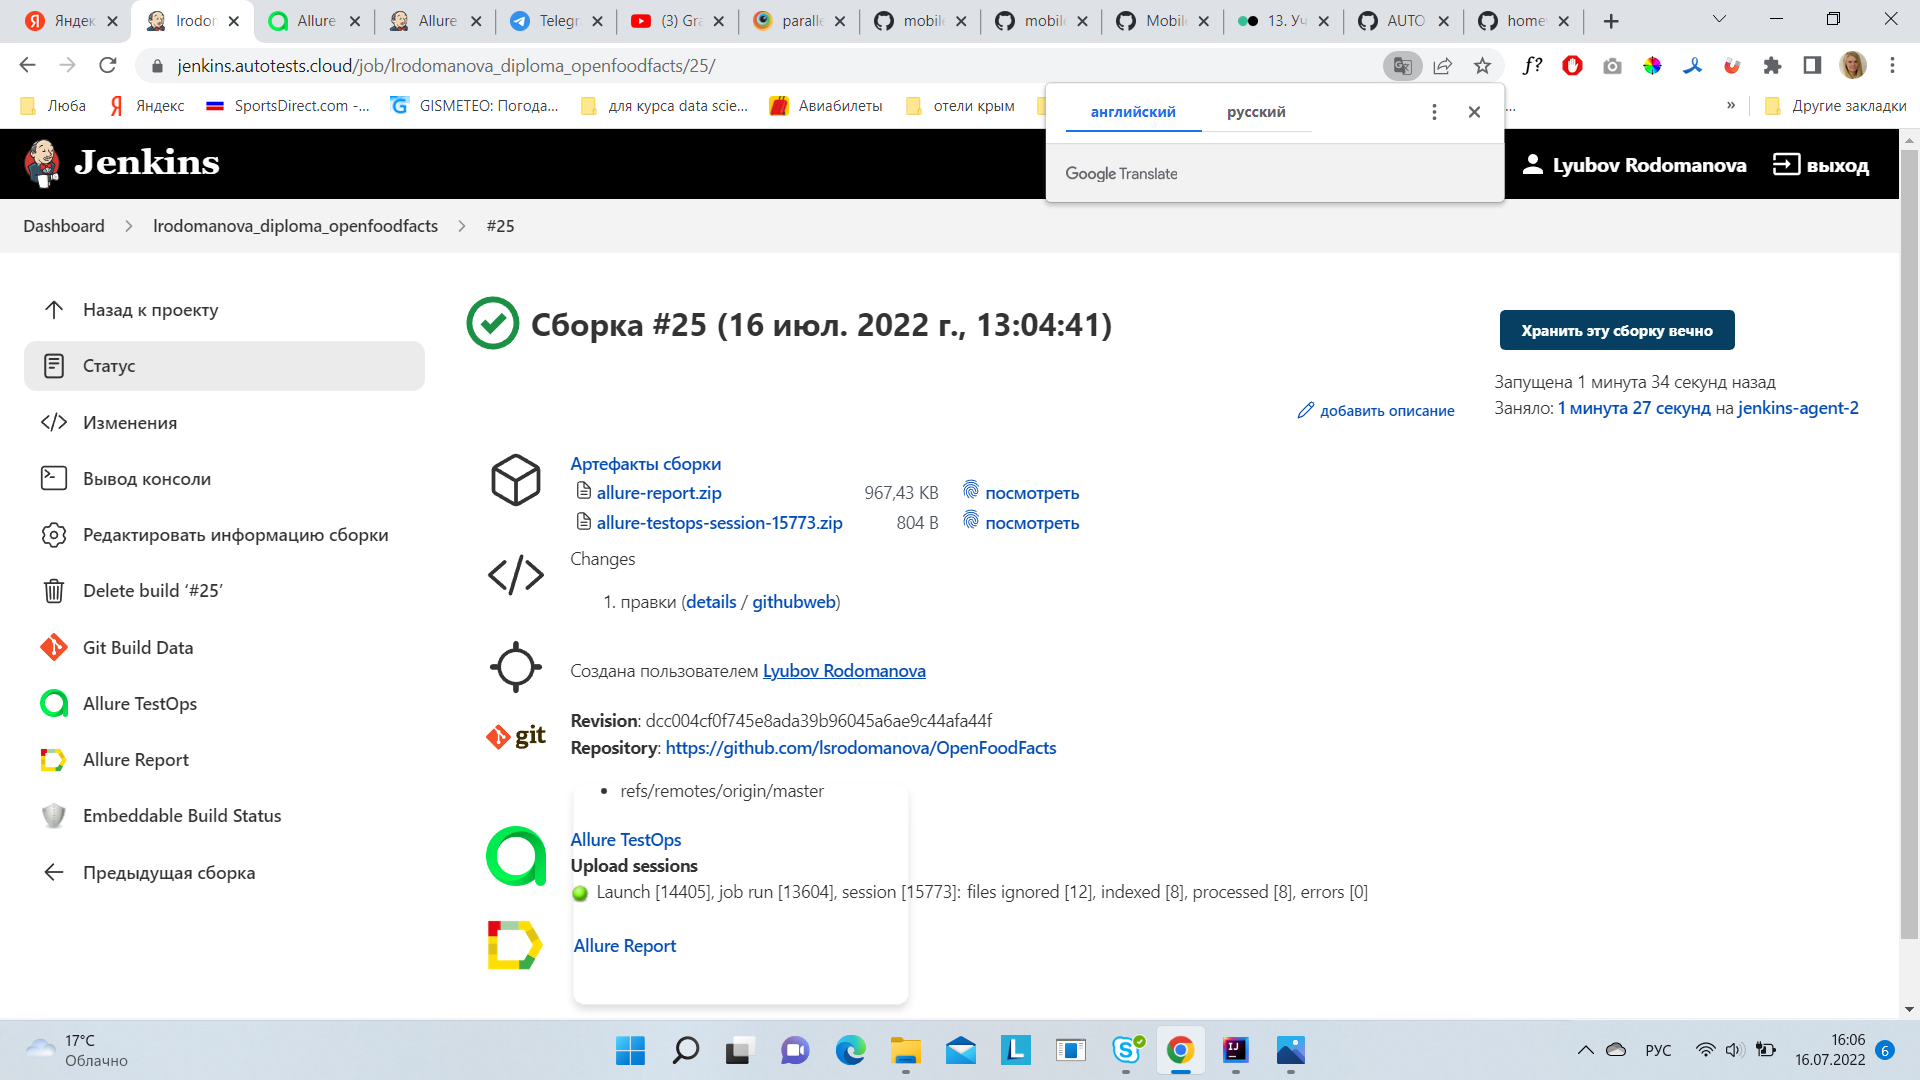 Яндек
lrodo
Allure
Allure
Telegr
(3) Gra
paralle
mobile
mobile
Mobile
13. Уч
AUTO
home
jenkins.autotests.cloud/job/lrodomanova_diploma_openfoodfacts/25/
f?
Люба
Яндекс
SportsDirect.com -...
GISMETEO: Погода...
для курса data scie...
Авиабилеты
отели крым
...
»
Другие закладки
английский
русский
Google Translate
Jenkins
Lyubov Rodomanova
выход
Dashboard
lrodomanova_diploma_openfoodfacts
#25
Назад к проекту
Статус
Изменения
Вывод консоли
Редактировать информацию сборки
Delete build ‘#25’
Git Build Data
Allure TestOps
Allure Report
Embeddable Build Status
Предыдущая сборка
Сборка #25 (16 июл. 2022 г., 13:04:41)
Хранить эту сборку вечно
Запущена 1 минута 34 секунд назад
Заняло: 1 минута 27 секунд на jenkins-agent-2
добавить описание
Артефакты сборки
allure-report.zip 967,43 KB посмотреть
allure-testops-session-15773.zip 804 B посмотреть
Changes
1. правки (details / githubweb)
Создана пользователем Lyubov Rodomanova
git
Revision: dcc004cf0f745e8ada39b96045a6ae9c44afa44f
Repository: https://github.com/lsrodomanova/OpenFoodFacts
• refs/remotes/origin/master
Allure TestOps
Upload sessions
Launch [14405], job run [13604], session [15773]: files ignored [12], indexed [8], processed [8], errors [0]
Allure Report
17°C
Облачно
РУС
16:06
16.07.2022
6